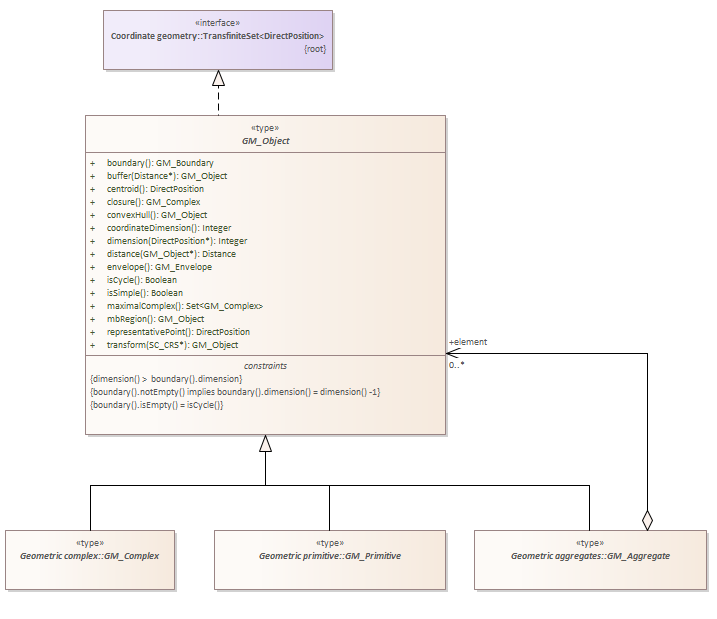 «interface»
Coordinate geometry::TransfiniteSet<DirectPosition>
{root}
«type»
GM_Object
+ boundary(): GM_Boundary
+ buffer(Distance*): GM_Object
+ centroid(): DirectPosition
+ closure(): GM_Complex
+ convexHull(): GM_Object
+ coordinateDimension(): Integer
+ dimension(DirectPosition*): Integer
+ distance(GM_Object*): Distance
+ envelope(): GM_Envelope
+ isCycle(): Boolean
+ isSimple(): Boolean
+ maximalComplex(): Set<GM_Complex>
+ mbRegion(): GM_Object
+ representativePoint(): DirectPosition
+ transform(SC_CRS*): GM_Object
constraints
{dimension() > boundary().dimension}
{boundary().notEmpty() implies boundary().dimension() = dimension() -1}
{boundary().isEmpty() = isCycle()}
+element
0..*
«type»
Geometric complex::GM_Complex
«type»
Geometric primitive::GM_Primitive
«type»
Geometric aggregates::GM_Aggregate